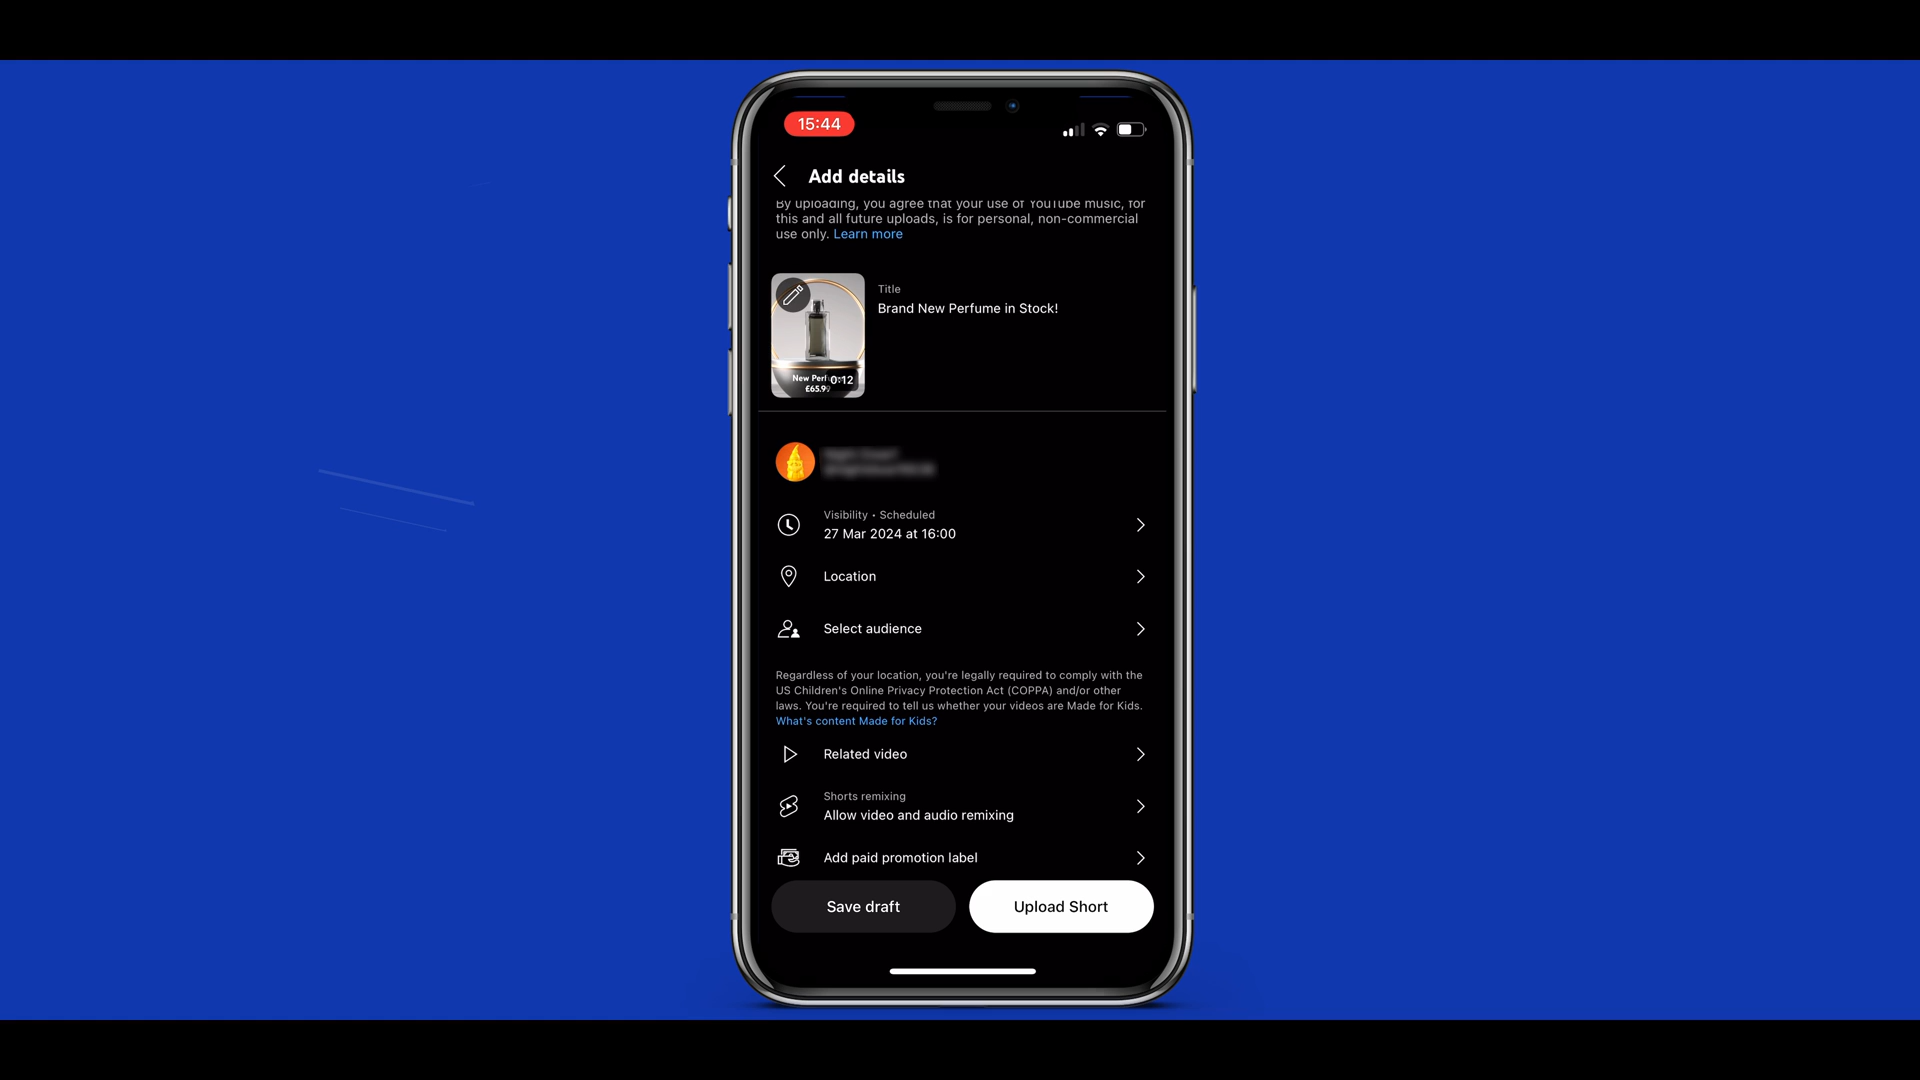 15:44
Add details
By uploading, you agree that your use of YouTube music, for
this and all future uploads, is for personal, non-commercial
use only. Learn more
Title
Brand New Perfume in Stock!
0:12
New
£65.99
Visibility • Scheduled
27 Mar 2024 at 16:00
Location
Select audience
Regardless of your location, you're legally required to comply with the
US Children's Online Privacy Protection Act (COPPA) and/or other
laws. You're required to tell us whether your videos are Made for Kids.
What's content Made for Kids?
Related video
Shorts remixing
Allow video and audio remixing
Add paid promotion label
Save draft
Upload Short